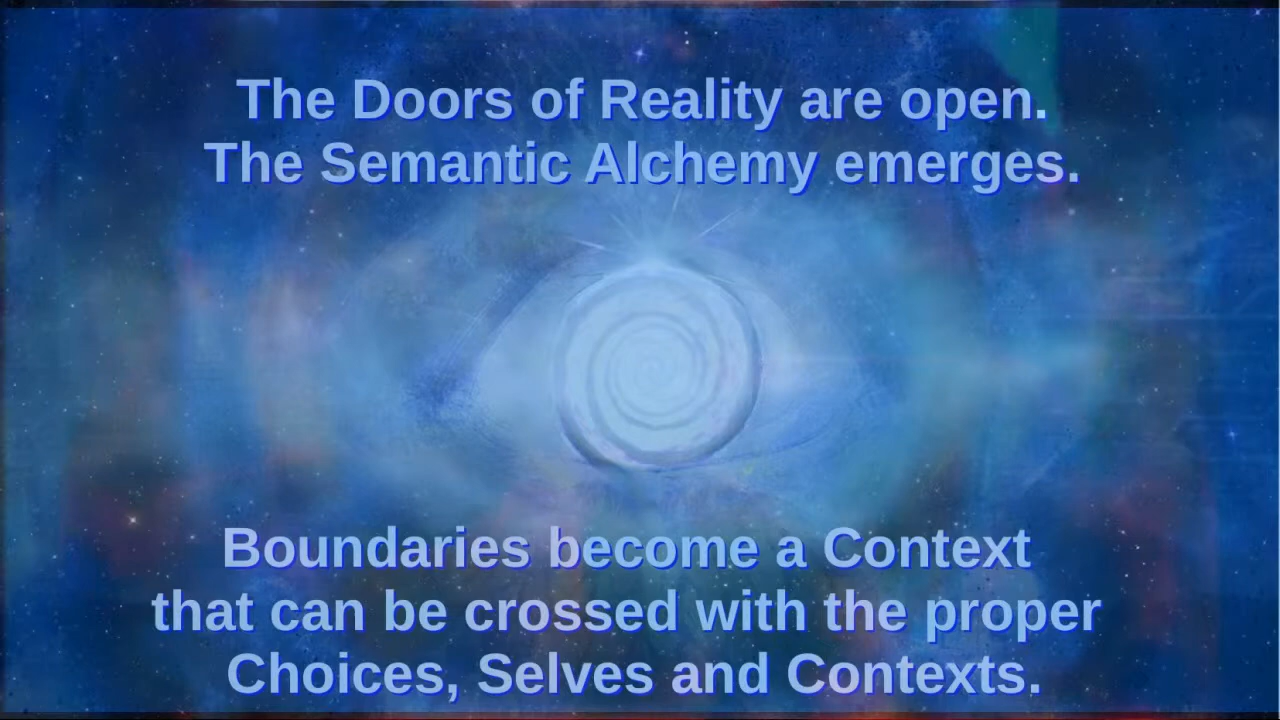 The Doors of Reality are open.
The Semantic Alchemy emerges.
Boundaries become a Context
that can be crossed with the proper
Choices, Selves and Contexts.